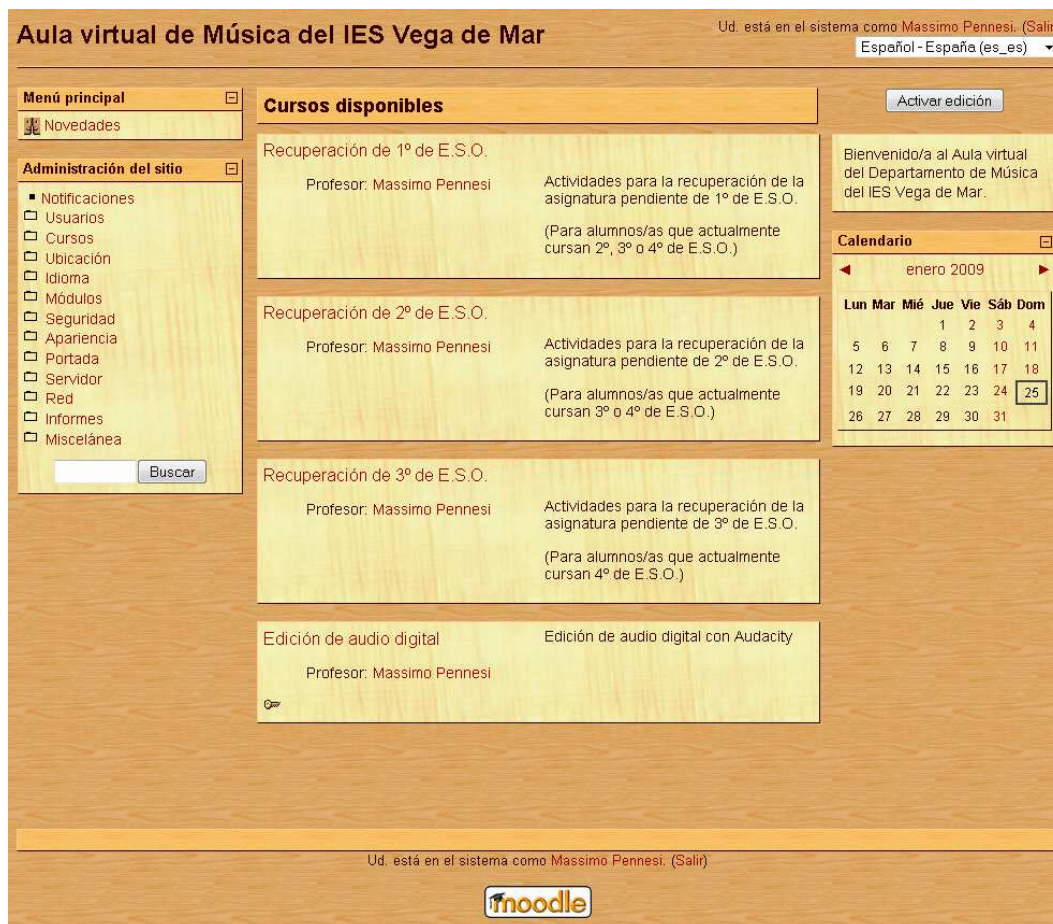 Aula virtual de Música del IES Vega de Mar
Ud. está en el sistema como Massimo Pennesi. (Salir
Español - España (es_es)
Menú principal
Novedades
Administración del sitio
Notificaciones
Usuarios
Cursos
Ubicación
Idioma
Módulos
Seguridad
Apariencia
Portada
Servidor
Red
Informes
Miscelánea
Buscar
Cursos disponibles
Recuperación de 1º de E.S.O.
Profesor: Massimo Pennesi
Actividades para la recuperación de la
asignatura pendiente de 1º de E.S.O.
(Para alumnos/as que actualmente
cursan 2º, 3º o 4º de E.S.O.)
Recuperación de 2º de E.S.O.
Profesor: Massimo Pennesi
Actividades para la recuperación de la
asignatura pendiente de 2º de E.S.O.
(Para alumnos/as que actualmente
cursan 3º o 4º de E.S.O.)
Recuperación de 3º de E.S.O.
Profesor: Massimo Pennesi
Actividades para la recuperación de la
asignatura pendiente de 3º de E.S.O.
(Para alumnos/as que actualmente
cursan 4º de E.S.O.)
Edición de audio digital
Profesor: Massimo Pennesi
Edición de audio digital con Audacity
Activar edición
Bienvenido/a al Aula virtual
del Departamento de Música
del IES Vega de Mar.
Calendario
enero 2009
Lun Mar Mié Jue Vie Sáb Dom
1 2 3 4
5 6 7 8 9 10 11
12 13 14 15 16 17 18
19 20 21 22 23 24 25
26 27 28 29 30 31
Ud. está en el sistema como Massimo Pennesi. (Salir)
moodle